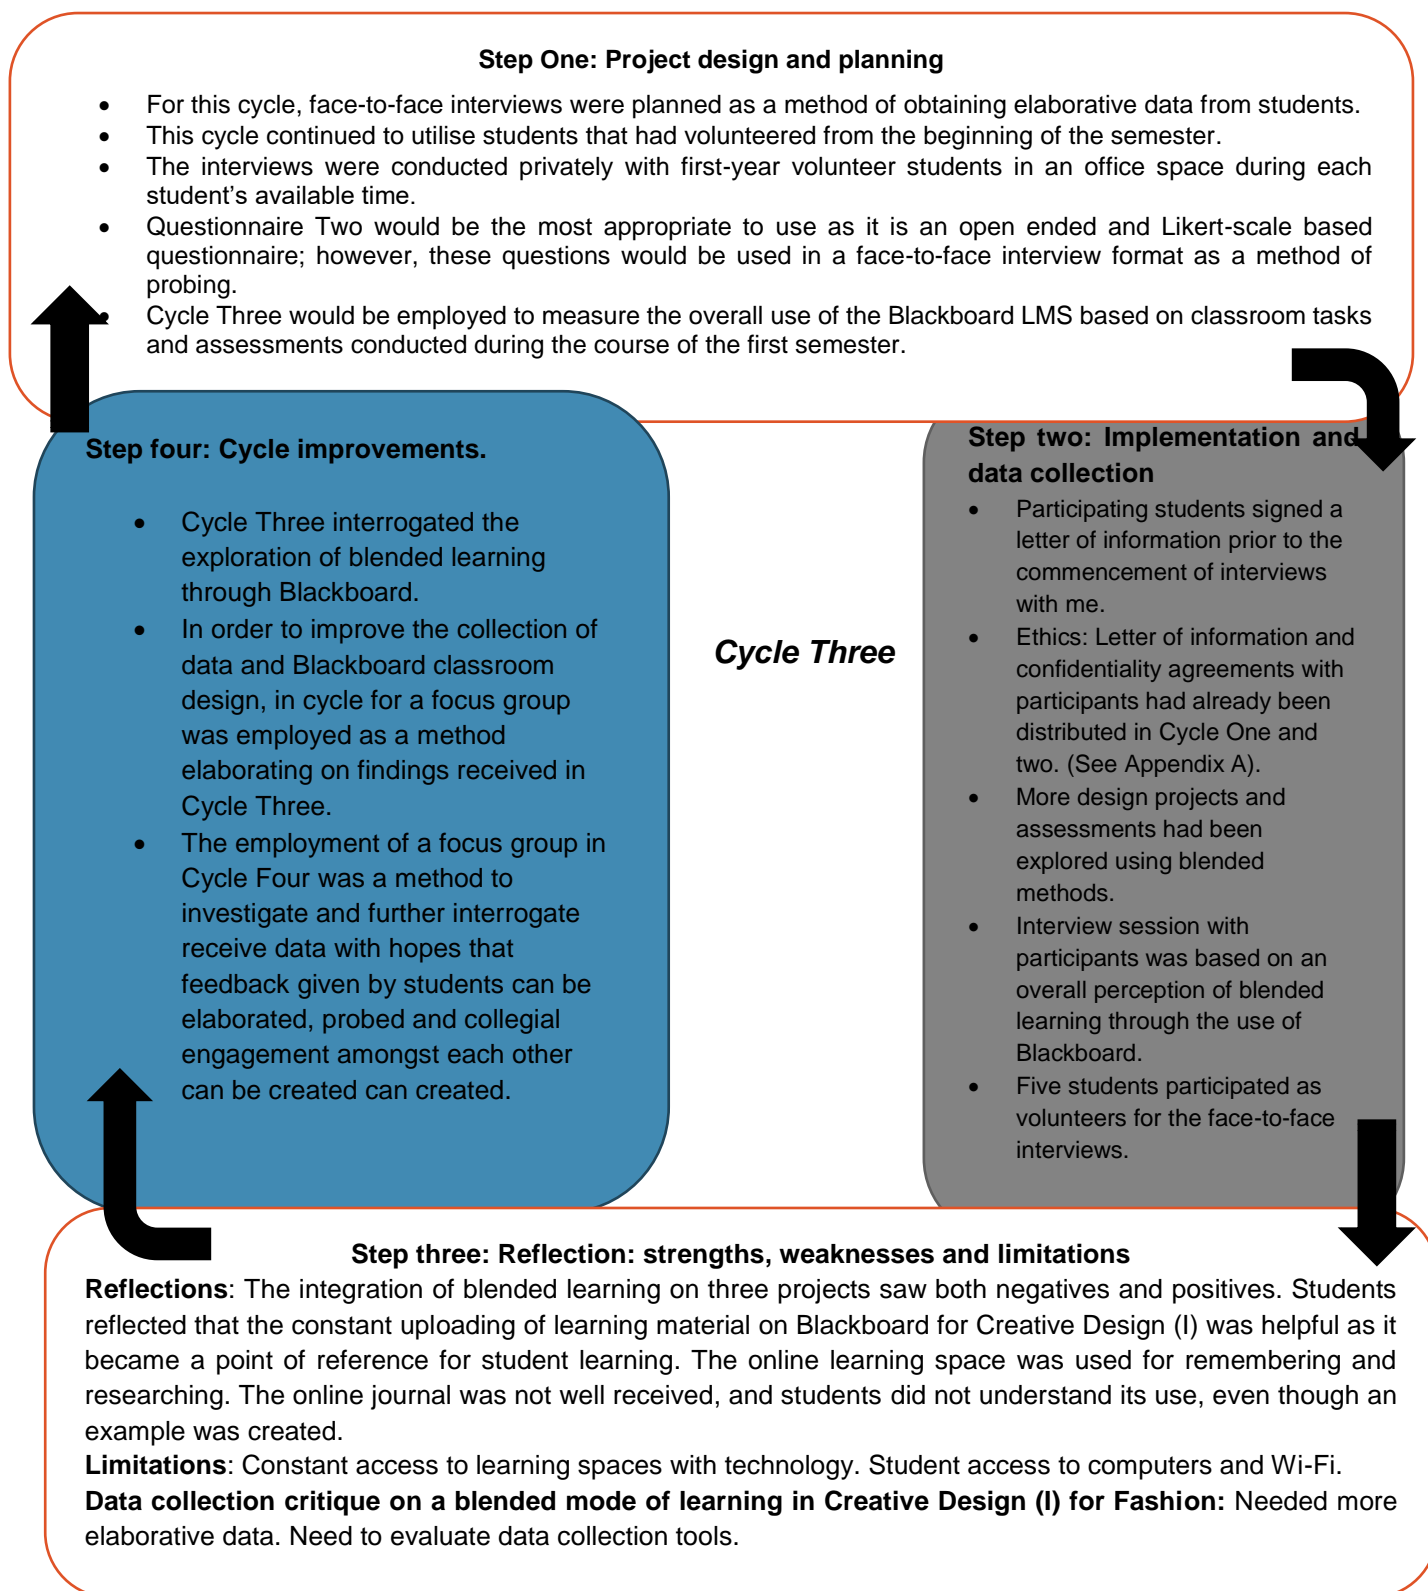 Step One: Project design and planning
• For this cycle, face-to-face interviews were planned as a method of obtaining elaborative data from students.
• This cycle continued to utilise students that had volunteered from the beginning of the semester.
• The interviews were conducted privately with first-year volunteer students in an office space during each
student’s available time.
• Questionnaire Two would be the most appropriate to use as it is an open ended and Likert-scale based
questionnaire; however, these questions would be used in a face-to-face interview format as a method of
probing.
• Cycle Three would be employed to measure the overall use of the Blackboard LMS based on classroom tasks
and assessments conducted during the course of the first semester.
Step two: Implementation and
data collection
• Participating students signed a
letter of information prior to the
commencement of interviews
with me.
• Ethics: Letter of information and
confidentiality agreements with
participants had already been
distributed in Cycle One and
two. (See Appendix A).
• More design projects and
assessments had been
explored using blended
methods.
• Interview session with
participants was based on an
overall perception of blended
learning through the use of
Blackboard.
• Five students participated as
volunteers for the face-to-face
interviews.
Cycle Three
Step three: Reflection: strengths, weaknesses and limitations
Reflections: The integration of blended learning on three projects saw both negatives and positives. Students
reflected that the constant uploading of learning material on Blackboard for Creative Design (I) was helpful as it
became a point of reference for student learning. The online learning space was used for remembering and
researching. The online journal was not well received, and students did not understand its use, even though an
example was created.
Limitations: Constant access to learning spaces with technology. Student access to computers and Wi-Fi.
Data collection critique on a blended mode of learning in Creative Design (I) for Fashion: Needed more
elaborative data. Need to evaluate data collection tools.
Step four: Cycle improvements.
• Cycle Three interrogated the
exploration of blended learning
through Blackboard.
• In order to improve the collection of
data and Blackboard classroom
design, in cycle for a focus group
was employed as a method
elaborating on findings received in
Cycle Three.
• The employment of a focus group in
Cycle Four was a method to
investigate and further interrogate
receive data with hopes that
feedback given by students can be
elaborated, probed and collegial
engagement amongst each other
can be created can created.